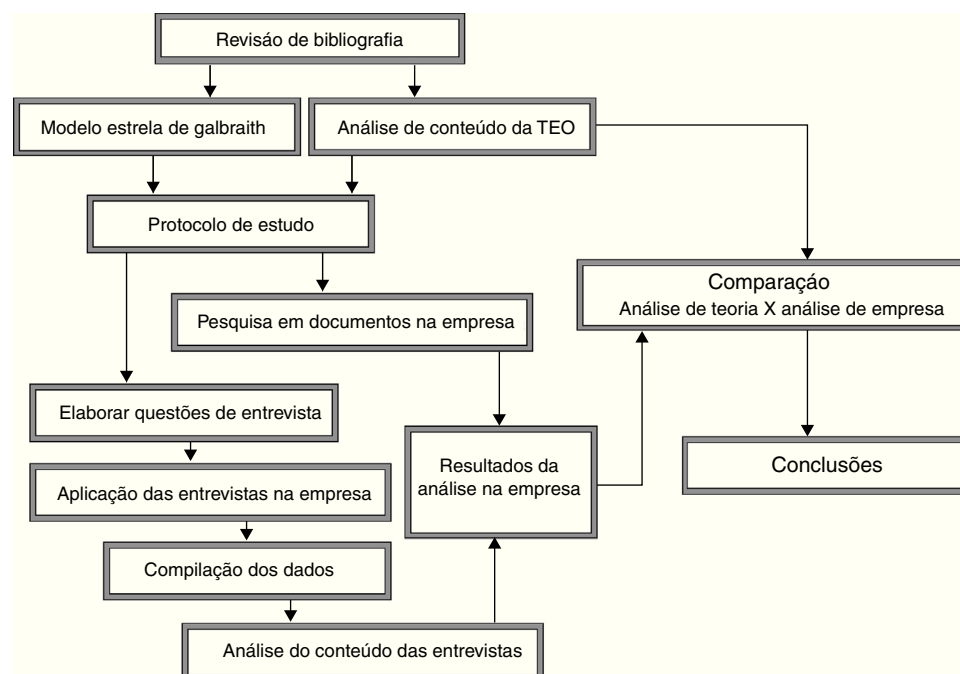 Revisáo de bibliografia
Modelo estrela de galbraith
Análise de conteúdo da TEO
Protocolo de estudo
Comparaçáo
Análise de teoria X análise de empresa
Pesquisa em documentos na empresa
Elaborar questões de entrevista
Resultados da
análise na empresa
Conclusões
Aplicação das entrevistas na empresa
Compilação dos dados
Análise do conteúdo das entrevistas